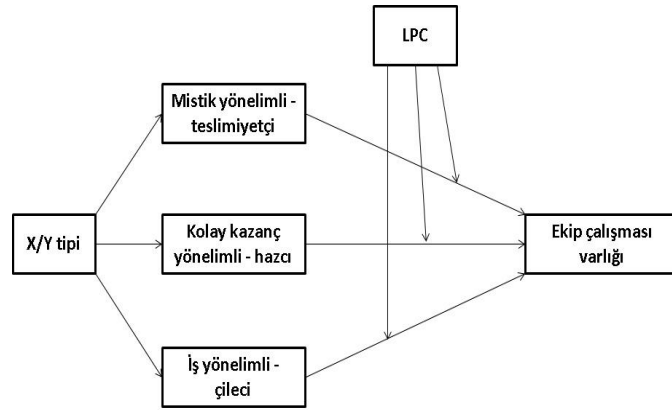 LPC
Mistik yönelimli -
teslimiyetçi
X/Y tipi
Kolay kazanç
yönelimli - hazcı
Ekip çalışması
varlığı
İş yönelimli -
çileci